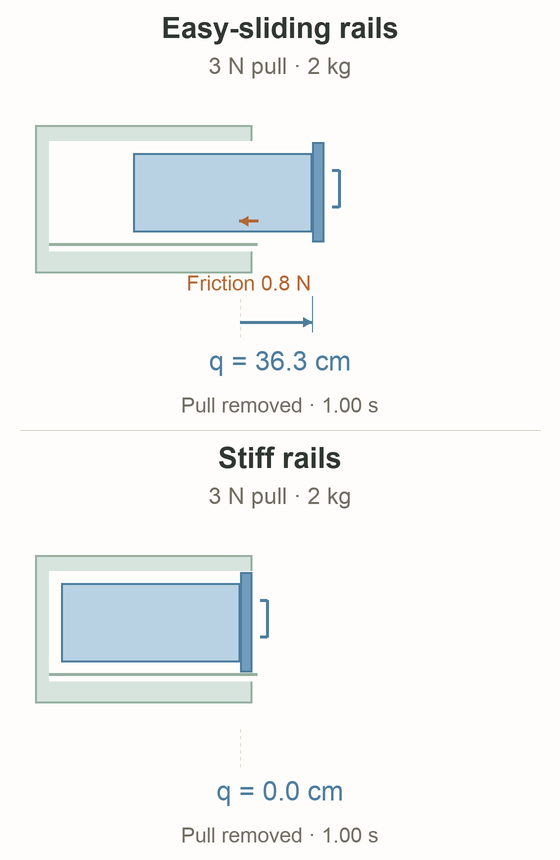 Easy-sliding rails
3 N pull · 2 kg
Friction 0.8 N
q = 36.3 cm
Pull removed · 1.00 s
Stiff rails
3 N pull · 2 kg
q = 0.0 cm
Pull removed · 1.00 s